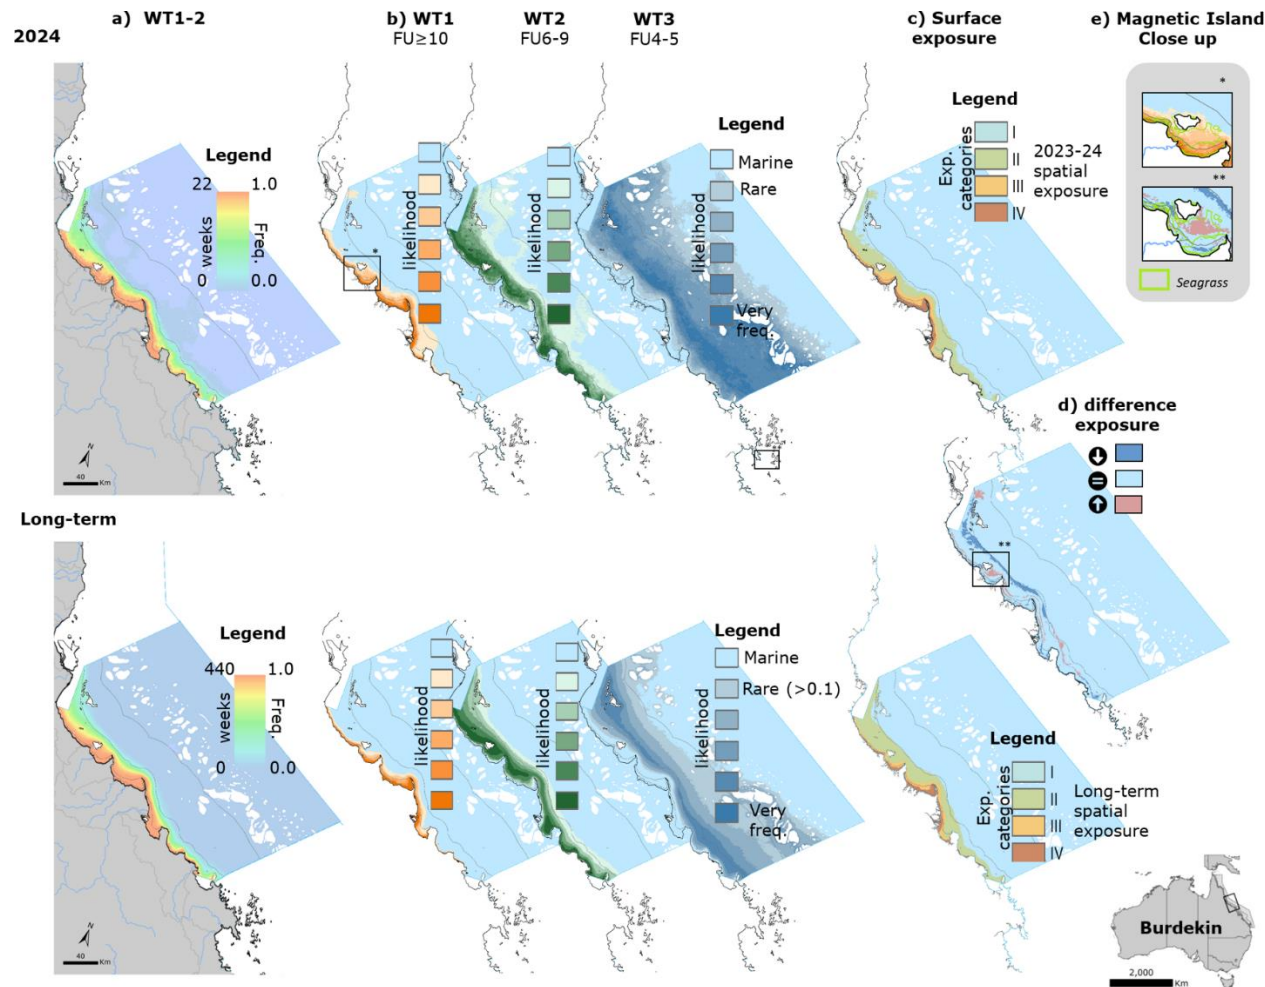 2024
a) WT1-2
b) WT1
FU≥10
WT2
FU6-9
WT3
FU4-5
c) Surface
exposure
e) Magnetic Island
Close up
Legend
22
1.0
weeks
Freq.
0
0.0
likelihood
likelihood
Legend
Marine
Rare
likelihood
Very
freq.
*
Legend
Exp.
categories
I
II
III
IV
2023-24
spatial
exposure
*
**
Seagrass
N
40
Km
**
d) difference
exposure
**
Long-term
Legend
440
1.0
weeks
Freq.
0
0.0
likelihood
likelihood
Legend
Marine
Rare (>0.1)
likelihood
Very
freq.
Legend
Exp.
categories
I
II
III
IV
Long-term
spatial
exposure
N
40
Km
Burdekin
2,000
Km